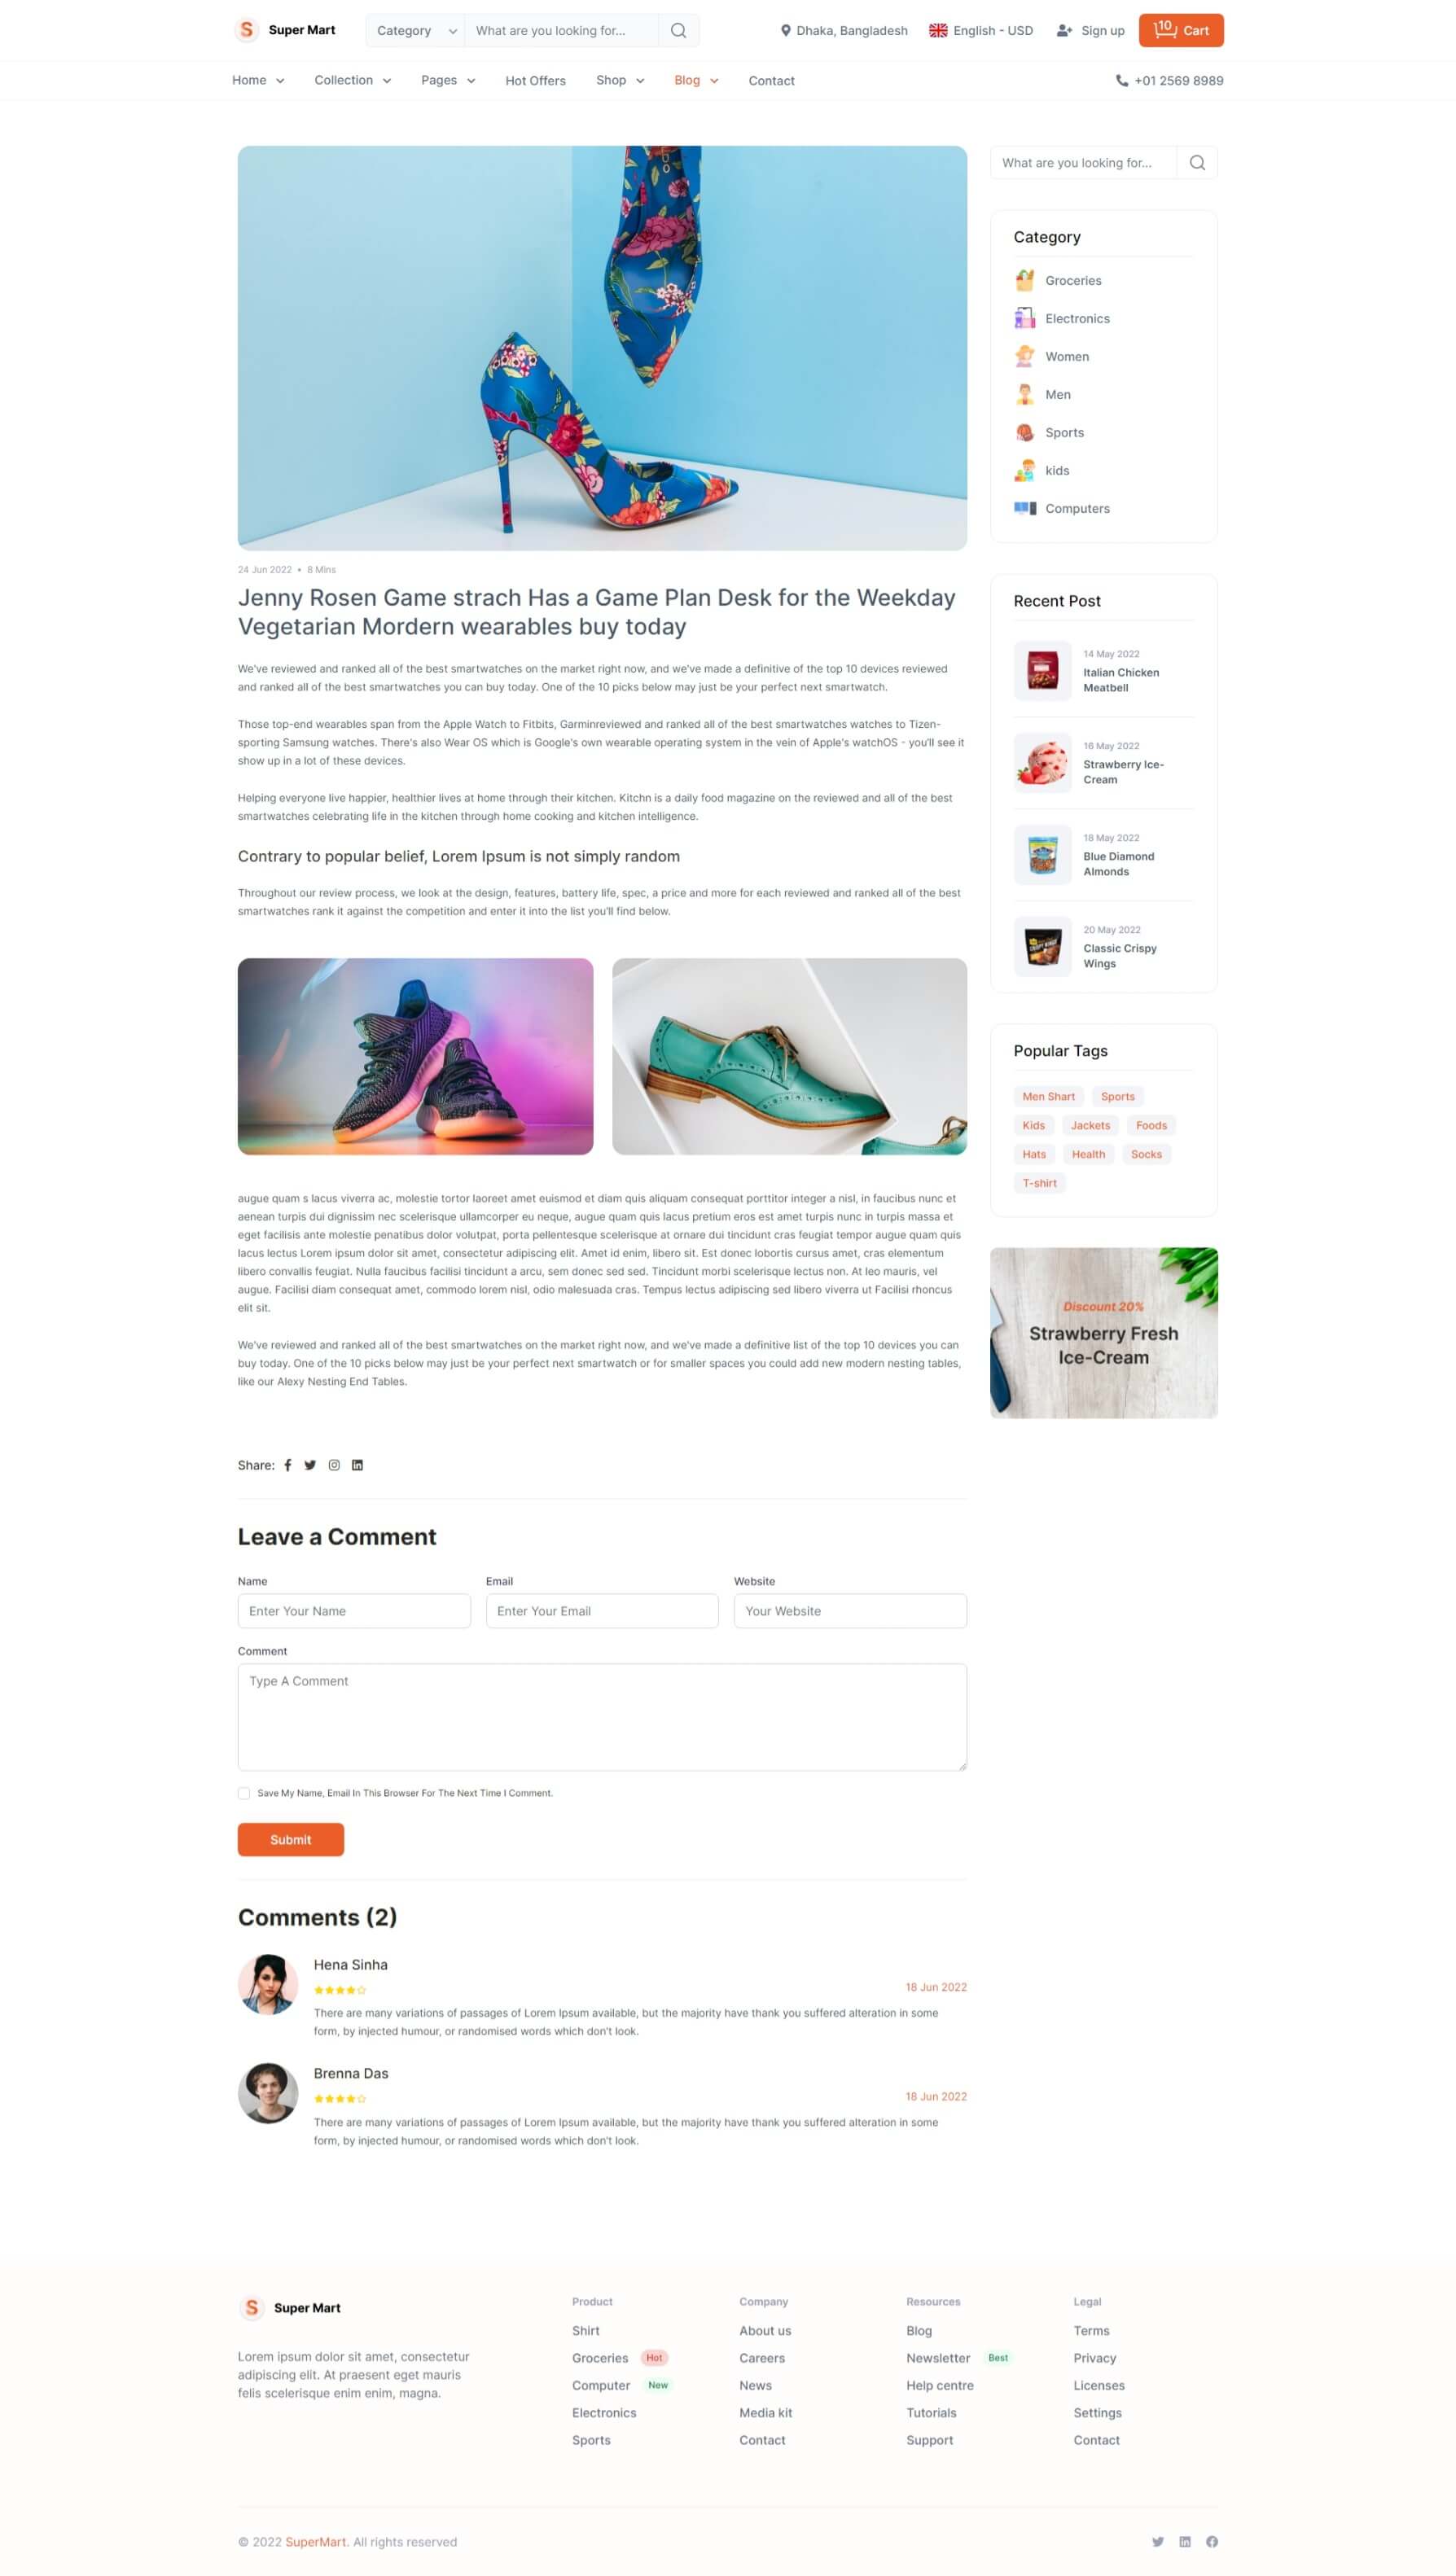 S Super Mart
Category
What are you looking for...
Dhaka, Bangladesh
English - USD
Sign up
10 Cart
Home
Collection
Pages
Hot Offers
Shop
Blog
Contact
+01 2569 8989
24 Jun 2022 • 8 Mins
Jenny Rosen Game strach Has a Game Plan Desk for the Weekday
Vegetarian Mordern wearables buy today
We've reviewed and ranked all of the best smartwatches on the market right now, and we've made a definitive of the top 10 devices reviewed
and ranked all of the best smartwatches you can buy today. One of the 10 picks below may just be your perfect next smartwatch.
Those top-end wearables span from the Apple Watch to Fitbits, Garminreviewed and ranked all of the best smartwatches watches to Tizen-
sporting Samsung watches. There's also Wear OS which is Google's own wearable operating system in the vein of Apple's watchOS - you'll see it
show up in a lot of these devices.
Helping everyone live happier, healthier lives at home through their kitchen. Kitchn is a daily food magazine on the reviewed and all of the best
smartwatches celebrating life in the kitchen through home cooking and kitchen intelligence.
Contrary to popular belief, Lorem Ipsum is not simply random
Throughout our review process, we look at the design, features, battery life, spec, a price and more for each reviewed and ranked all of the best
smartwatches rank it against the competition and enter it into the list you'll find below.
augue quam s lacus viverra ac, molestie tortor laoreet amet euismod et diam quis aliquam consequat porttitor integer a nisl, in faucibus nunc et
aenean turpis dui dignissim nec scelerisque ullamcorper eu neque, augue quam quis lacus pretium eros est amet turpis nunc in turpis massa et
eget facilisis ante molestie penatibus dolor volutpat, porta pellentesque scelerisque at ornare dui tincidunt cras feugiat tempor augue quam quis
lacus lectus Lorem ipsum dolor sit amet, consectetur adipiscing elit. Amet id enim, libero sit. Est donec lobortis cursus amet, cras elementum
libero convallis feugiat. Nulla faucibus facilisi tincidunt a arcu, sem donec sed sed. Tincidunt morbi scelerisque lectus non. At leo mauris, vel
augue. Facilisi diam consequat amet, commodo lorem nisl, odio malesuada cras. Tempus lectus adipiscing sed libero viverra ut Facilisi rhoncus
elit sit.
We've reviewed and ranked all of the best smartwatches on the market right now, and we've made a definitive list of the top 10 devices you can
buy today. One of the 10 picks below may just be your perfect next smartwatch or for smaller spaces you could add new modern nesting tables,
like our Alexy Nesting End Tables.
Share:
Leave a Comment
Name
Email
Website
Enter Your Name
Enter Your Email
Your Website
Comment
Type A Comment
Save My Name, Email In This Browser For The Next Time I Comment.
Submit
Comments (2)
Hena Sinha
18 Jun 2022
There are many variations of passages of Lorem Ipsum available, but the majority have thank you suffered alteration in some
form, by injected humour, or randomised words which don't look.
Brenna Das
18 Jun 2022
There are many variations of passages of Lorem Ipsum available, but the majority have thank you suffered alteration in some
form, by injected humour, or randomised words which don't look.
What are you looking for...
Category
Groceries
Electronics
Women
Men
Sports
kids
Computers
Recent Post
14 May 2022
Italian Chicken
Meatbell
16 May 2022
Strawberry Ice-
Cream
18 May 2022
Blue Diamond
Almonds
20 May 2022
Classic Crispy
Wings
Popular Tags
Men Shart
Sports
Kids
Jackets
Foods
Hats
Health
Socks
T-shirt
Discount 20%
Strawberry Fresh
Ice-Cream
S Super Mart
Lorem ipsum dolor sit amet, consectetur
adipiscing elit. At praesent eget mauris
felis scelerisque enim enim, magna.
Product
Shirt
Groceries Hot
Computer New
Electronics
Sports
Company
About us
Careers
News
Media kit
Contact
Resources
Blog
Newsletter Best
Help centre
Tutorials
Support
Legal
Terms
Privacy
Licenses
Settings
Contact
© 2022 SuperMart. All rights reserved